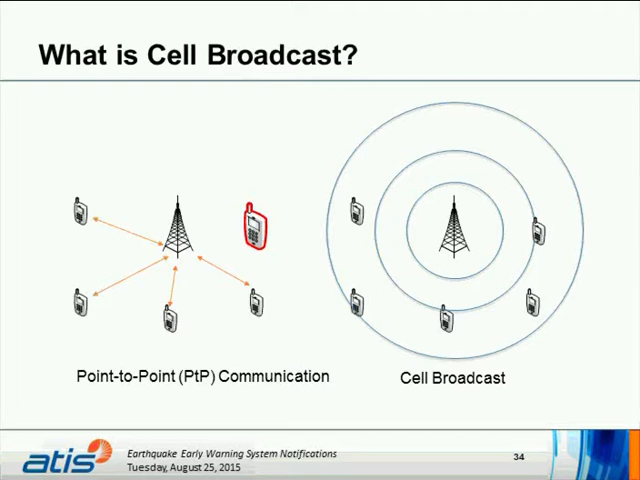 What is Cell Broadcast?
Point-to-Point (PtP) Communication
Cell Broadcast
atis
Earthquake Early Warning System Notifications
Tuesday, August 25, 2015
34